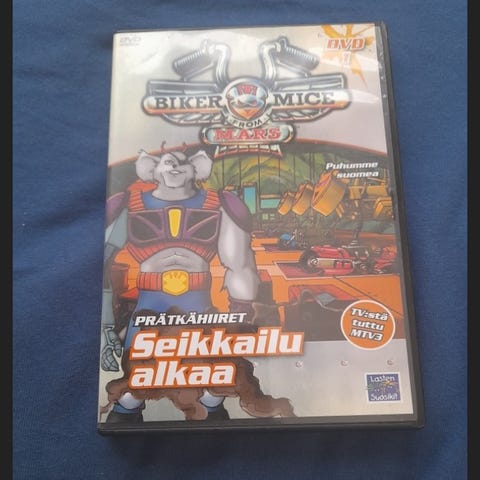 DVD
DVD
1
BIKER MICE
FROM
MARS
Puhumme
suomea
PRÄTKÄHIIRET
Seikkailu
alkaa
TV:stä
tuttu
MTV3
Lasten
Suosikit